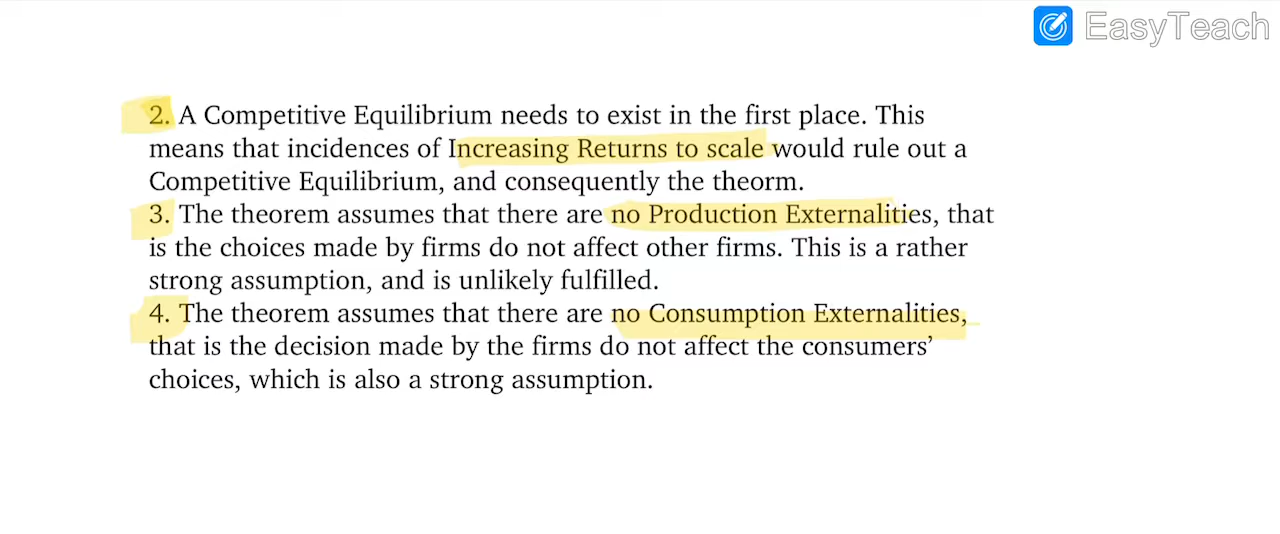 EasyTeach
2. A Competitive Equilibrium needs to exist in the first place. This
means that incidences of Increasing Returns to scale would rule out a
Competitive Equilibrium, and consequently the theorm.
3. The theorem assumes that there are no Production Externalities, that
is the choices made by firms do not affect other firms. This is a rather
strong assumption, and is unlikely fulfilled.
4. The theorem assumes that there are no Consumption Externalities,
that is the decision made by the firms do not affect the consumers’
choices, which is also a strong assumption.